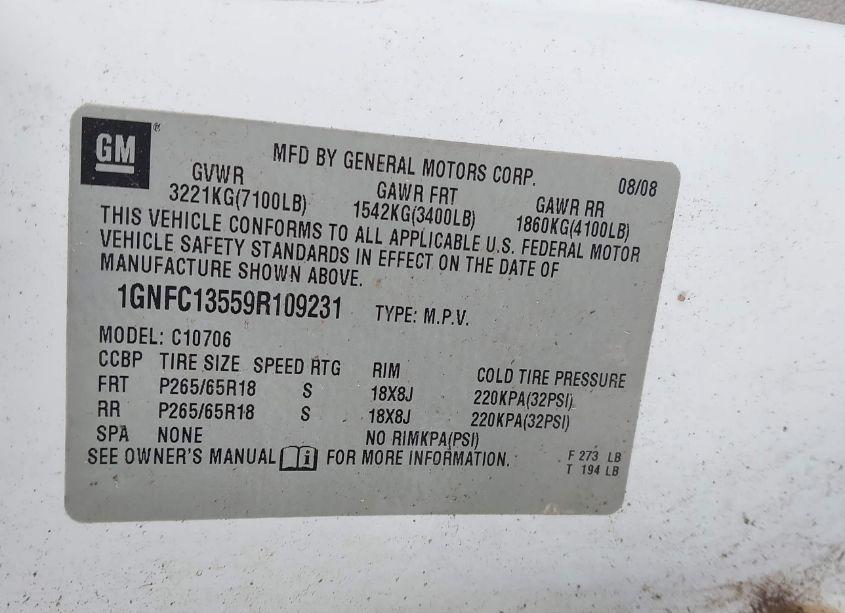 GM®
MFD BY GENERAL MOTORS CORP. 08/08
GVWR GAWR FRT GAWR RR
3221KG(7100LB) 1542KG(3400LB) 1860KG(4100LB)
THIS VEHICLE CONFORMS TO ALL APPLICABLE U.S. FEDERAL MOTOR
VEHICLE SAFETY STANDARDS IN EFFECT ON THE DATE OF
MANUFACTURE SHOWN ABOVE.
1GNFC13559R109231 TYPE: M.P.V.
MODEL: C10706
CCBP TIRE SIZE SPEED RTG RIM COLD TIRE PRESSURE
FRT P265/65R18 S 18X8J 220KPA(32PSI)
RR P265/65R18 S 18X8J 220KPA(32PSI)
SPA NONE NO RIMKPA(PSI)
SEE OWNER'S MANUAL i FOR MORE INFORMATION.
F 273 LB
T 194 LB